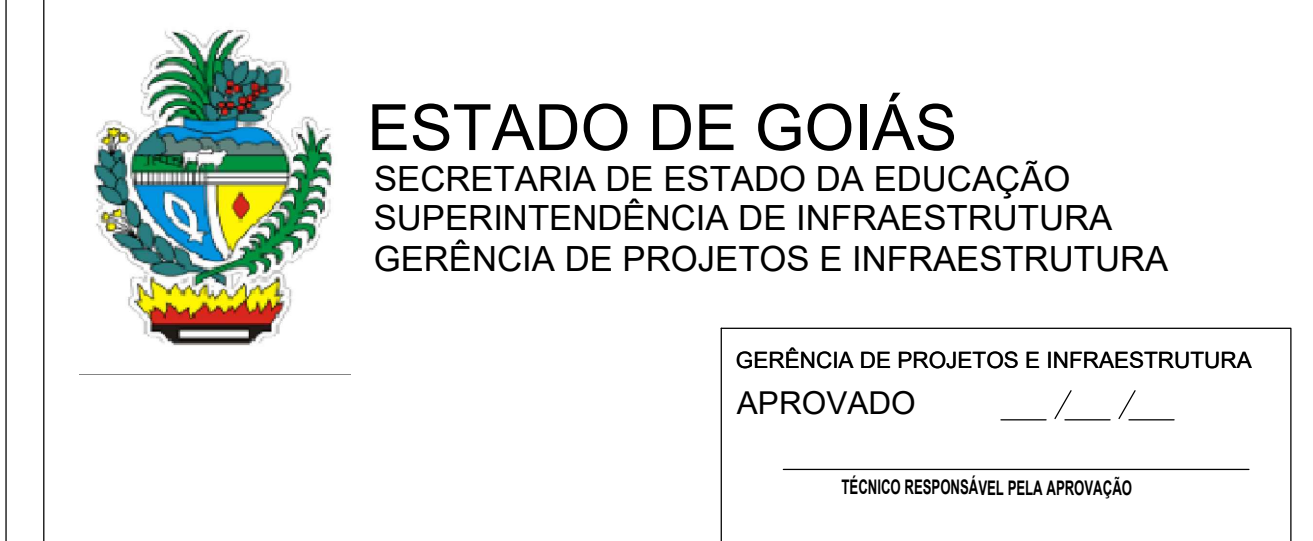 ESTADO DE GOIÁS
SECRETARIA DE ESTADO DA EDUCAÇÃO
SUPERINTENDÊNCIA DE INFRAESTRUTURA
GERÊNCIA DE PROJETOS E INFRAESTRUTURA
GERÊNCIA DE PROJETOS E INFRAESTRUTURA
APROVADO ___ /___ /___
TÉCNICO RESPONSÁVEL PELA APROVAÇÃO